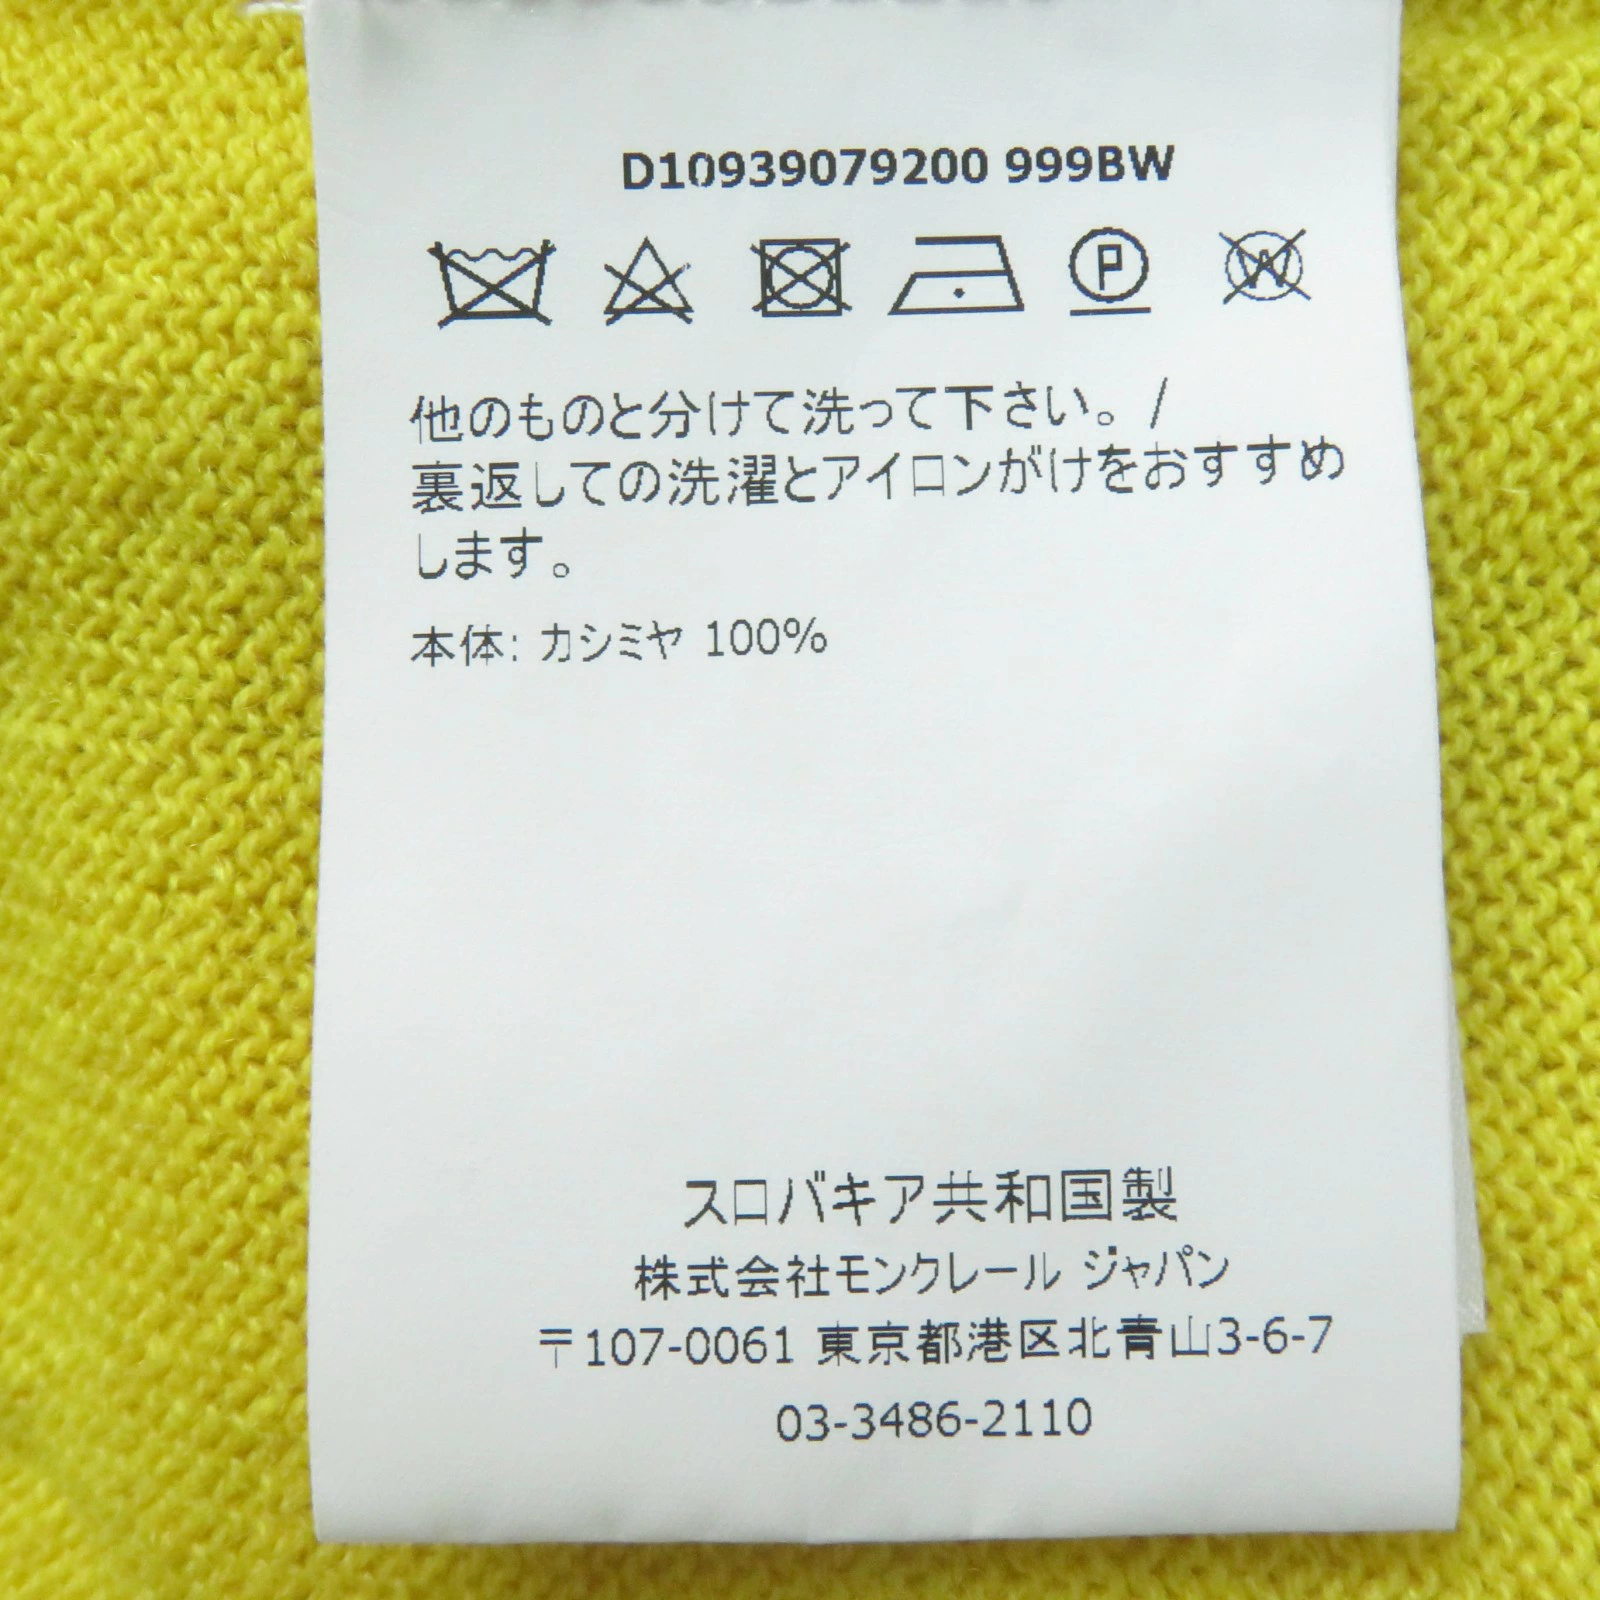 D10939079200 999BW
P W
他のものと分けて洗って下さい。/
裏返しての洗濯とアイロンがけをおすすめ
します。
本体: カシミヤ 100%
スロバキア共和国製
株式会社モンクレール ジャパン
〒107-0061 東京都港区北青山3-6-7
03-3486-2110